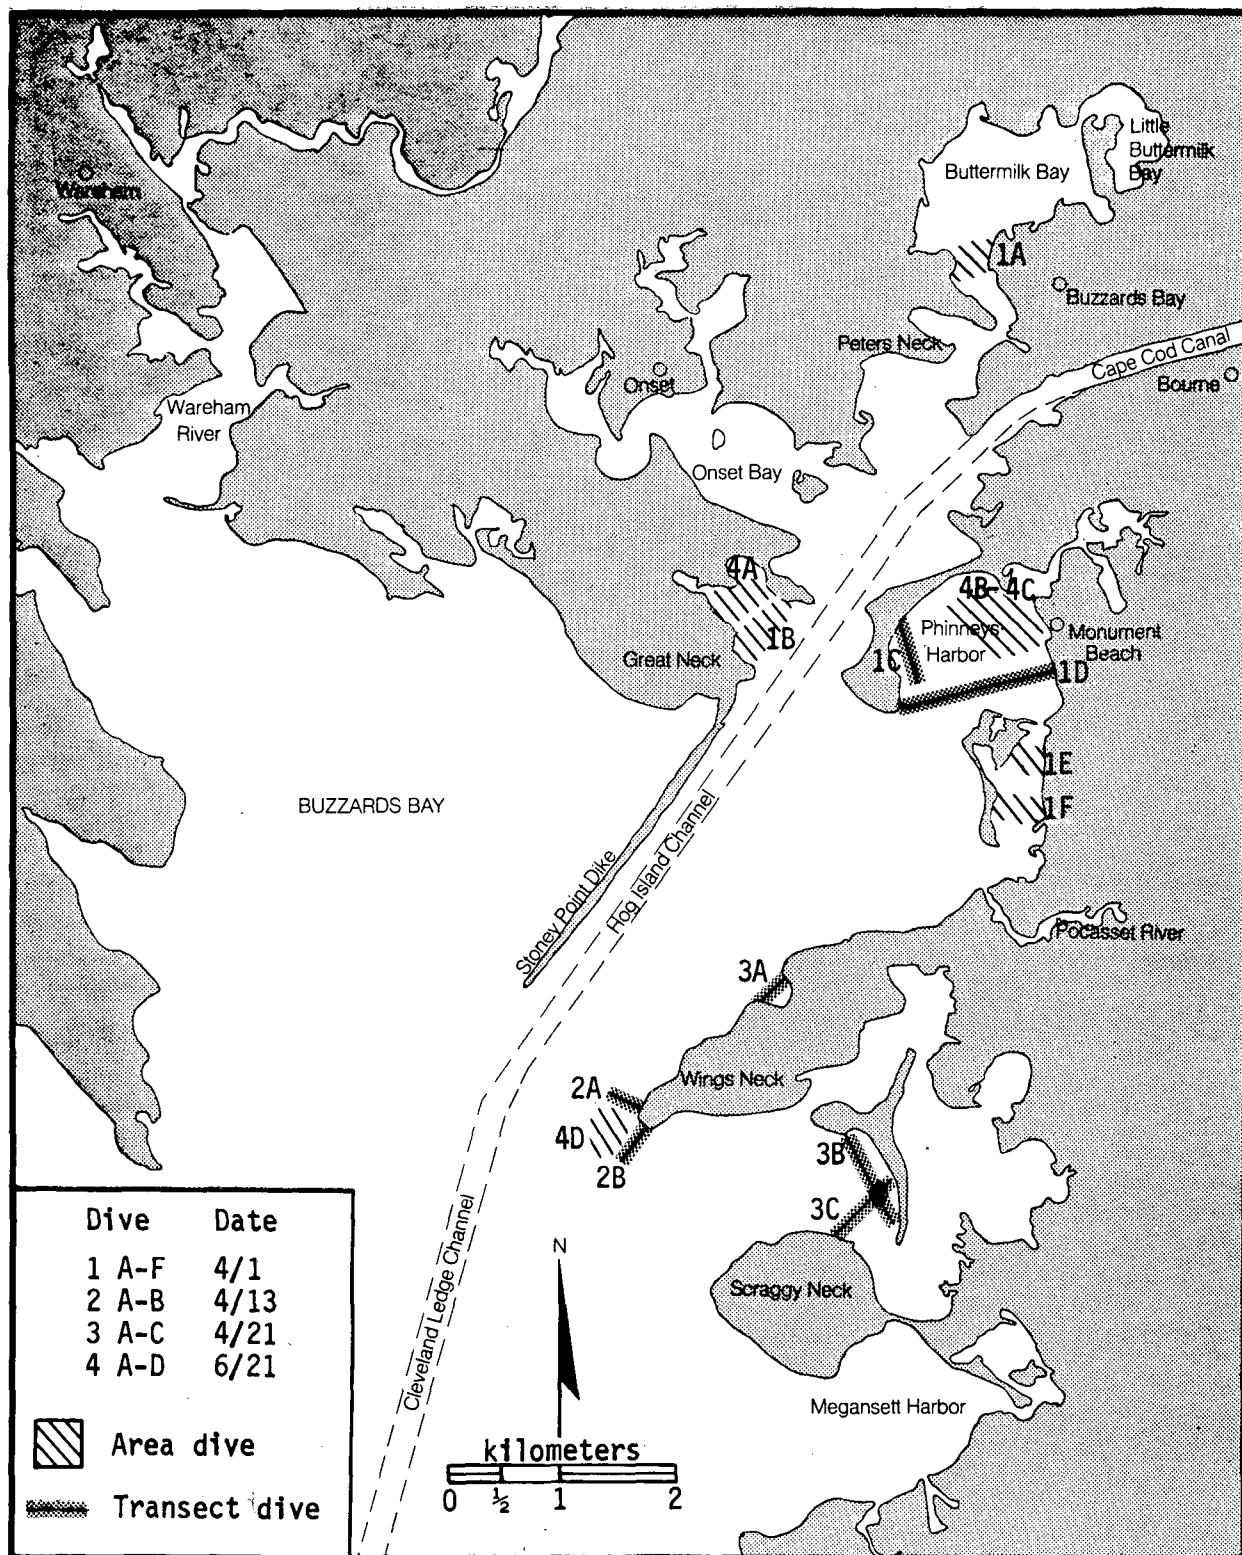 Little
Buttermilk
Bay
Buttermilk Bay
Wareham
1A
Buzzards Bay
Peters Neck
Cape Cod Canal
Bourne
Onset
Wareham
River
Onset Bay
4A
4B-4C
1B
Phinneys
Harbor
Monument
Beach
Great Neck
1C
1D
1E
BUZZARDS BAY
1F
Hog Island Channel
Stoney Point Dike
Pocasset River
3A
Wings Neck
2A
4D
2B
3B
3C
Cleveland Ledge Channel
N
Scraggy Neck
Megansett Harbor
Dive Date
1 A-F 4/1
2 A-B 4/13
3 A-C 4/21
4 A-D 6/21
Area dive
Transect dive
kilometers
0 ½ 1 2